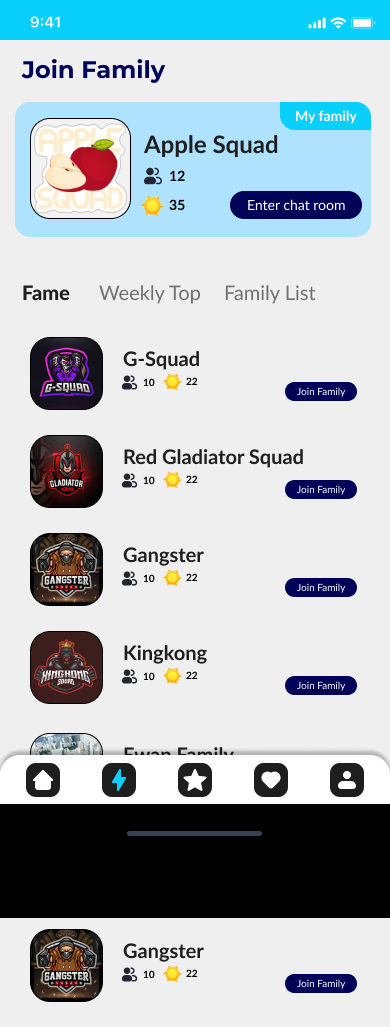 9:41
Join Family
My family
APPLE
SQUAD
Apple Squad
12
35
Enter chat room
Fame Weekly Top Family List
G-SQUAD
G-Squad
10 22
Join Family
GLADIATOR
Red Gladiator Squad
10 22
Join Family
GANGSTER
Gangster
10 22
Join Family
KINGKONG
SQUAD
Kingkong
10 22
Join Family
Ewan Family
GANGSTER
Gangster
10 22
Join Family